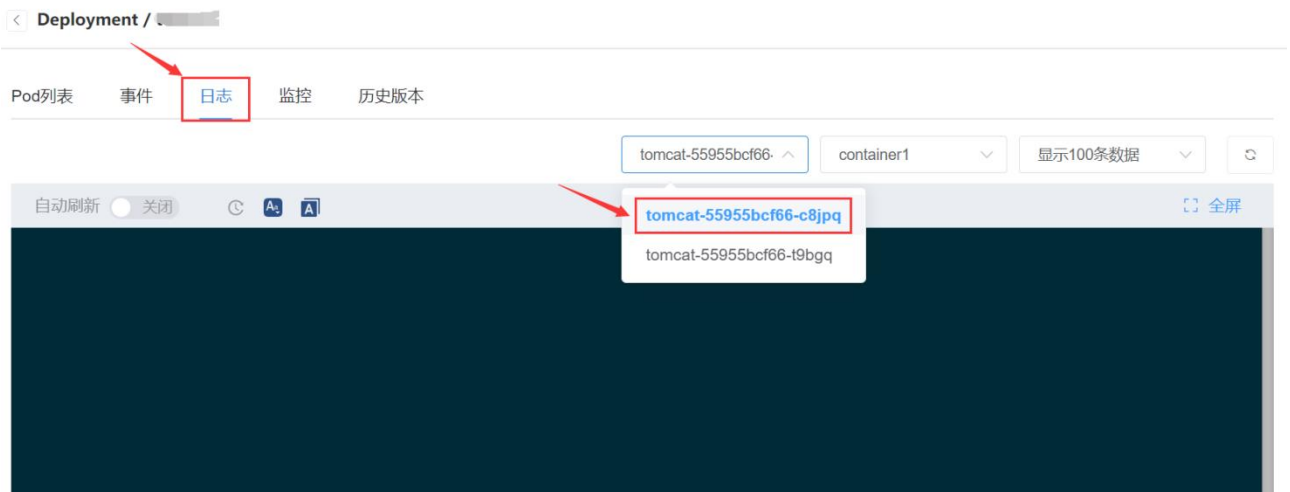 Deployment /
Pod列表 事件 日志 监控 历史版本
tomcat-55955bcf66- container1 显示100条数据
自动刷新 关闭 全屏
tomcat-55955bcf66-c8jpq
tomcat-55955bcf66-t9bgq